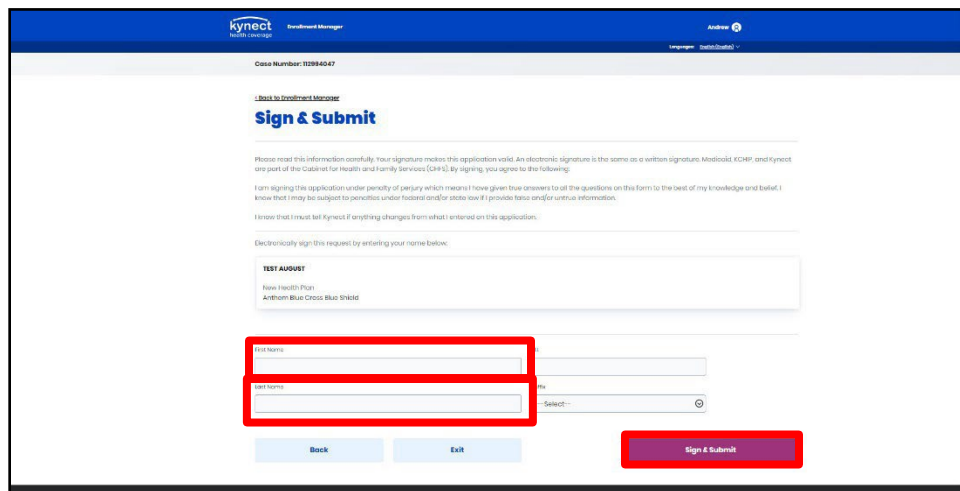 kynect
health coverage
Enrollment Manager
Andrew
Languages: English (English)
Case Number: 112994047
‹ Back to Enrollment Manager
Sign & Submit
Please read this information carefully. Your signature makes this application valid. An electronic signature is the same as a written signature. Medicaid, KCHIP, and Kynect
are part of the Cabinet for Health and Family Services (CHFS). By signing, you agree to the following:
I am signing this application under penalty of perjury which means I have given true answers to all the questions on this form to the best of my knowledge and belief. I
know that I may be subject to penalties under federal and/or state law if I provide false and/or untrue information.
I know that I must tell Kynect if anything changes from what I entered on this application.
Electronically sign this request by entering your name below.
TEST AUGUST
New Health Plan
Anthem Blue Cross Blue Shield
First Name
Last Name
--Select--
Back
Exit
Sign & Submit